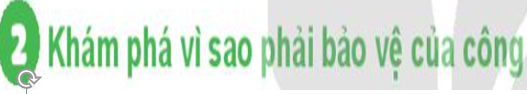 2 Khám phá vì sao phải bảo vệ của công